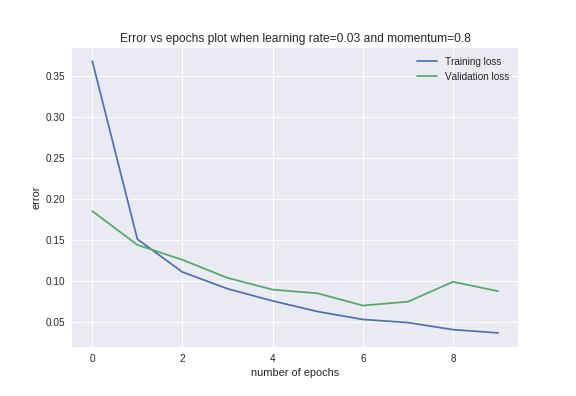 Error vs epochs plot when learning rate=0.03 and momentum=0.8
Training loss
Validation loss
0.35
0.30
0.25
0.20
0.15
0.10
0.05
error
0 2 4 6 8
number of epochs